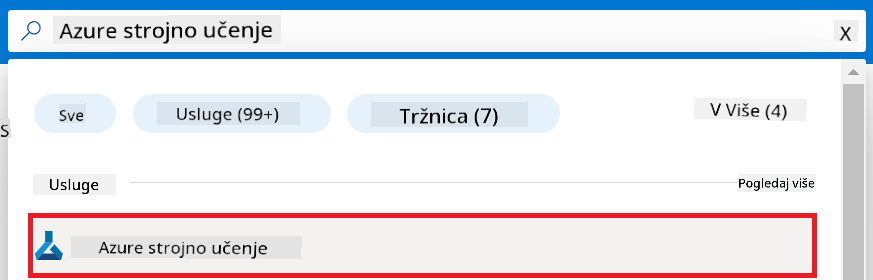 Azure strojno učenje X
Sve Usluge (99+) Tržnica (7) V Više (4)
S
Usluge Pogledaj više
Azure strojno učenje